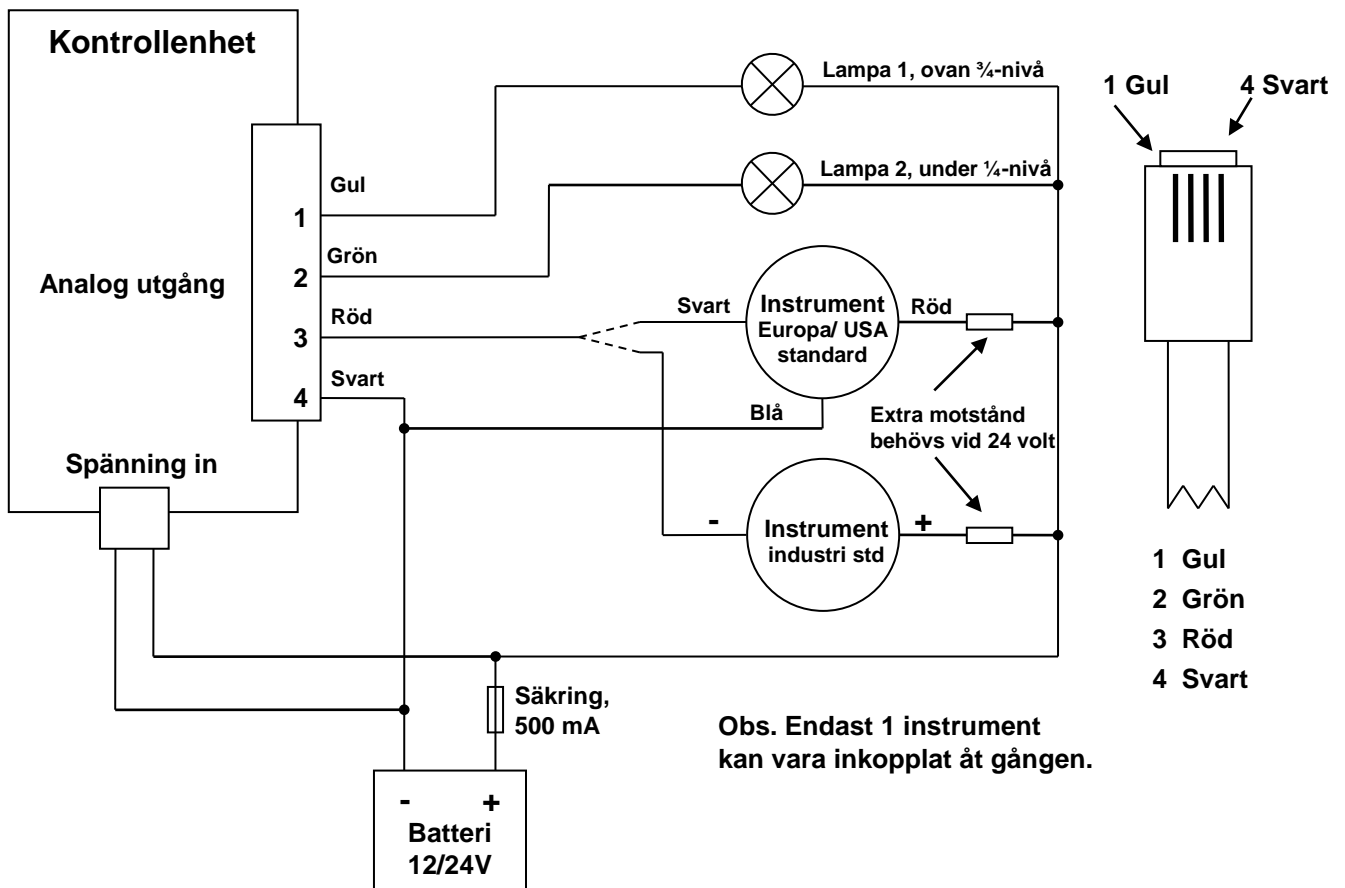 Kontrollenhet
Lampa 1, ovan ¾-nivå
1 Gul
4 Svart
Lampa 2, under ¼-nivå
Gul
1
Grön
2
Analog utgång
Röd
3
Svart
4
Svart
Instrument
Europa/ USA
standard
Röd
Blå
Extra motstånd
behövs vid 24 volt
Spänning in
-
Instrument
industri std
+
1 Gul
2 Grön
3 Röd
4 Svart
Säkring,
500 mA
Obs. Endast 1 instrument
kan vara inkopplat åt gången.
- +
Batteri
12/24V